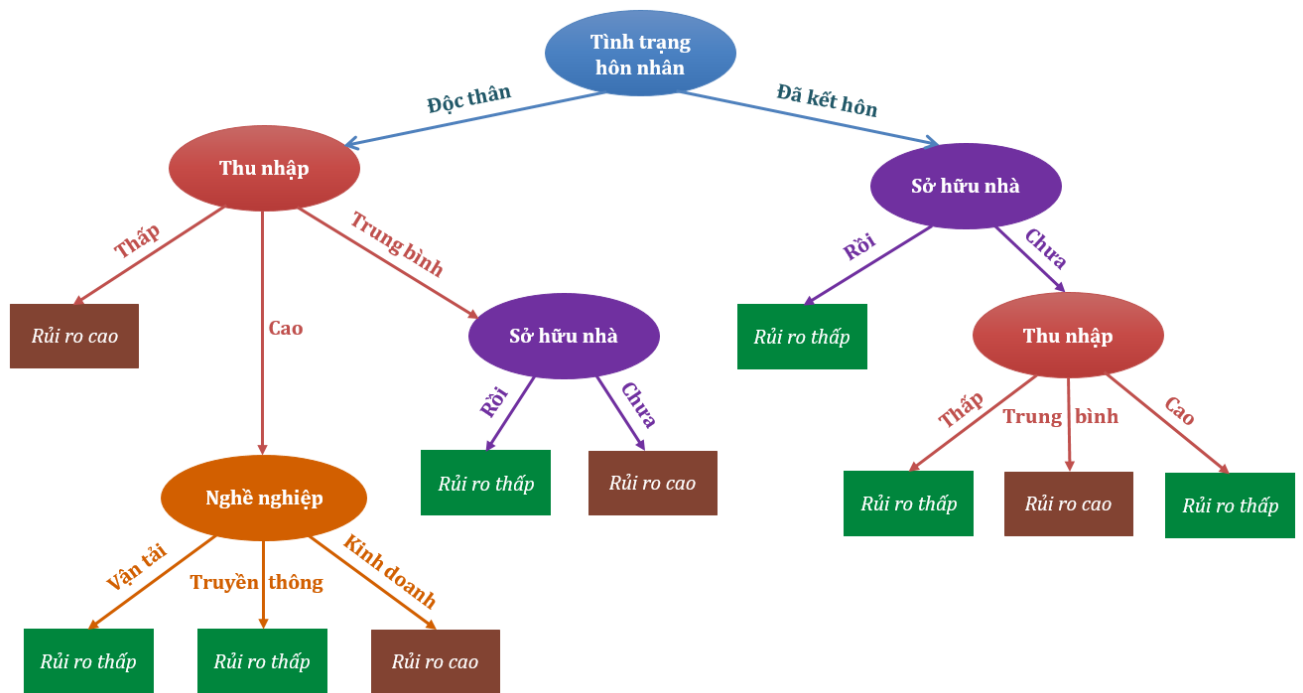 Tình trạng
hôn nhân
Độc thân
Đã kết hôn
Thu nhập
Sở hữu nhà
Thấp
Cao
Trung bình
Rồi
Chưa
Rủi ro cao
Sở hữu nhà
Rủi ro thấp
Thu nhập
Rồi
Chưa
Thấp
Trung bình
Cao
Nghề nghiệp
Rủi ro thấp
Rủi ro cao
Rủi ro thấp
Rủi ro cao
Rủi ro thấp
Vận tải
Truyền thông
Kinh doanh
Rủi ro thấp
Rủi ro thấp
Rủi ro cao